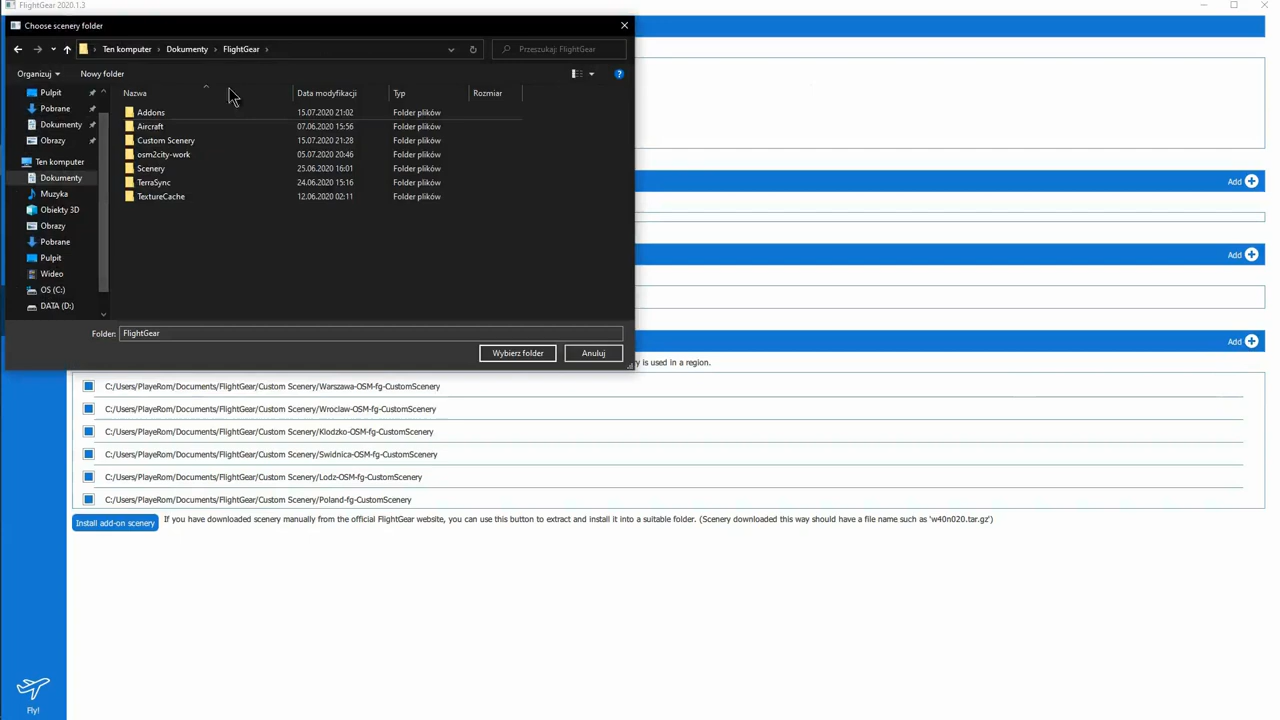 FlightGear 2020.1.3
Choose scenery folder
Ten komputer › Dokumenty › FlightGear ›
Przeszukaj: FlightGear
Organizuj
Nowy folder
Pulpit
Pobrane
Dokumenty
Obrazy
Ten komputer
Dokumenty
Muzyka
Obiekty 3D
Obrazy
Pobrane
Pulpit
Wideo
OS (C:)
DATA (D:)
Nazwa Data modyfikacji Typ Rozmiar
Addons 15.07.2020 21:02 Folder plików
Aircraft 07.06.2020 15:56 Folder plików
Custom Scenery 15.07.2020 21:28 Folder plików
osm2city-work 05.07.2020 20:46 Folder plików
Scenery 25.06.2020 16:01 Folder plików
TerraSync 24.06.2020 15:16 Folder plików
TextureCache 12.06.2020 02:11 Folder plików
Folder: FlightGear
Wybierz folder
Anuluj
Add
Add
Add
is used in a region.
C:/Users/PlayeRom/Documents/FlightGear/Custom Scenery/Warszawa-OSM-fg-CustomScenery
C:/Users/PlayeRom/Documents/FlightGear/Custom Scenery/Wroclaw-OSM-fg-CustomScenery
C:/Users/PlayeRom/Documents/FlightGear/Custom Scenery/Klodzko-OSM-fg-CustomScenery
C:/Users/PlayeRom/Documents/FlightGear/Custom Scenery/Swidnica-OSM-fg-CustomScenery
C:/Users/PlayeRom/Documents/FlightGear/Custom Scenery/Lodz-OSM-fg-CustomScenery
C:/Users/PlayeRom/Documents/FlightGear/Custom Scenery/Poland-fg-CustomScenery
Install add-on scenery
If you have downloaded scenery manually from the official FlightGear website, you can use this button to extract and install it into a suitable folder. (Scenery downloaded this way should have a file name such as 'w40n020.tar.gz')
Fly!